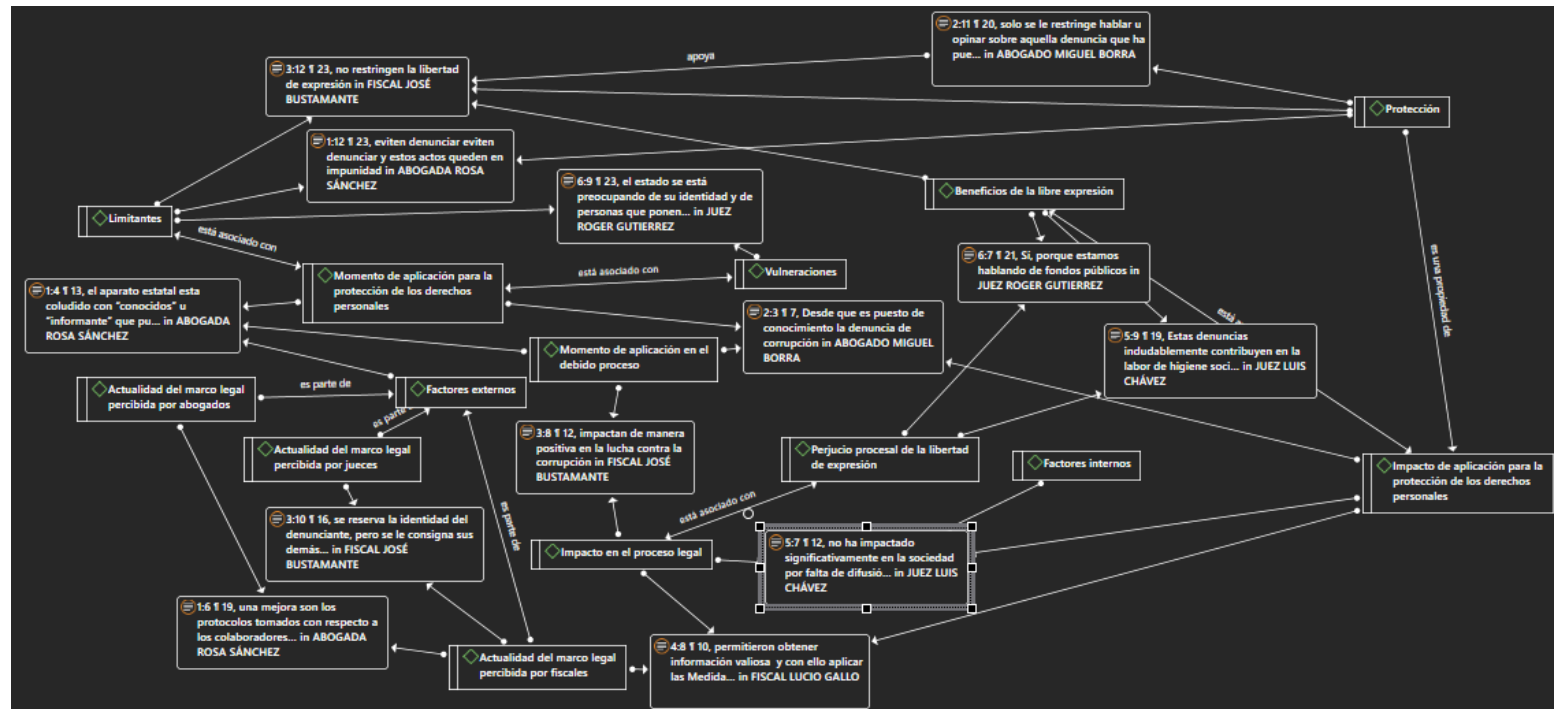 2:11 ¶ 20, solo se le restringe hablar u
opinar sobre aquella denuncia que ha
pue... in ABOGADO MIGUEL BORRA
apoya
3:12 ¶ 23, no restringen la libertad
de expresión in FISCAL JOSÉ
BUSTAMANTE
Protección
1:12 ¶ 23, eviten denunciar eviten
denunciar y estos actos queden en
impunidad in ABOGADA ROSA
SÁNCHEZ
6:9 ¶ 23, el estado se está
preocupando de su identidad y de
personas que ponen... in JUEZ
ROGER GUTIERREZ
Beneficios de la libre expresión
Limitantes
está asociado con
es una propiedad de
6:7 ¶ 21, Si, porque estamos
hablando de fondos públicos in
JUEZ ROGER GUTIERREZ
Momento de aplicación para la
protección de los derechos
personales
está asociado con
Vulneraciones
1:4 ¶ 13, el aparato estatal esta
coludido con "conocidos" u
"informante" que pu... in ABOGADA
ROSA SÁNCHEZ
2:3 ¶ 7, Desde que es puesto de
conocimiento la denuncia de
corrupción in ABOGADO MIGUEL
BORRA
está
5:9 ¶ 19, Estas denuncias
indudablemente contribuyen en la
labor de higiene soci... in JUEZ LUIS
CHÁVEZ
Momento de aplicación en el
debido proceso
Actualidad del marco legal
percibida por abogados
es parte de
Factores externos
es parte
3:8 ¶ 12, impactan de manera
positiva en la lucha contra la
corrupción in FISCAL JOSÉ
BUSTAMANTE
Actualidad del marco legal
percibida por jueces
Perjucio procesal de la libertad
de expresión
Factores internos
Impacto de aplicación para la
protección de los derechos
personales
está asociado con
es parte de
3:10 ¶ 16, se reserva la identidad del
denunciante, pero se le consigna sus
demás... in FISCAL JOSÉ
BUSTAMANTE
Impacto en el proceso legal
5:7 ¶ 12, no ha impactado
significativamente en la sociedad
por falta de difusió... in JUEZ LUIS
CHÁVEZ
1:6 ¶ 19, una mejora son los
protocolos tomados con respecto a
los colaboradores... in ABOGADA
ROSA SÁNCHEZ
Actualidad del marco legal
percibida por fiscales
4:8 ¶ 10, permitieron obtener
información valiosa y con ello aplicar
las Medida... in FISCAL LUCIO GALLO